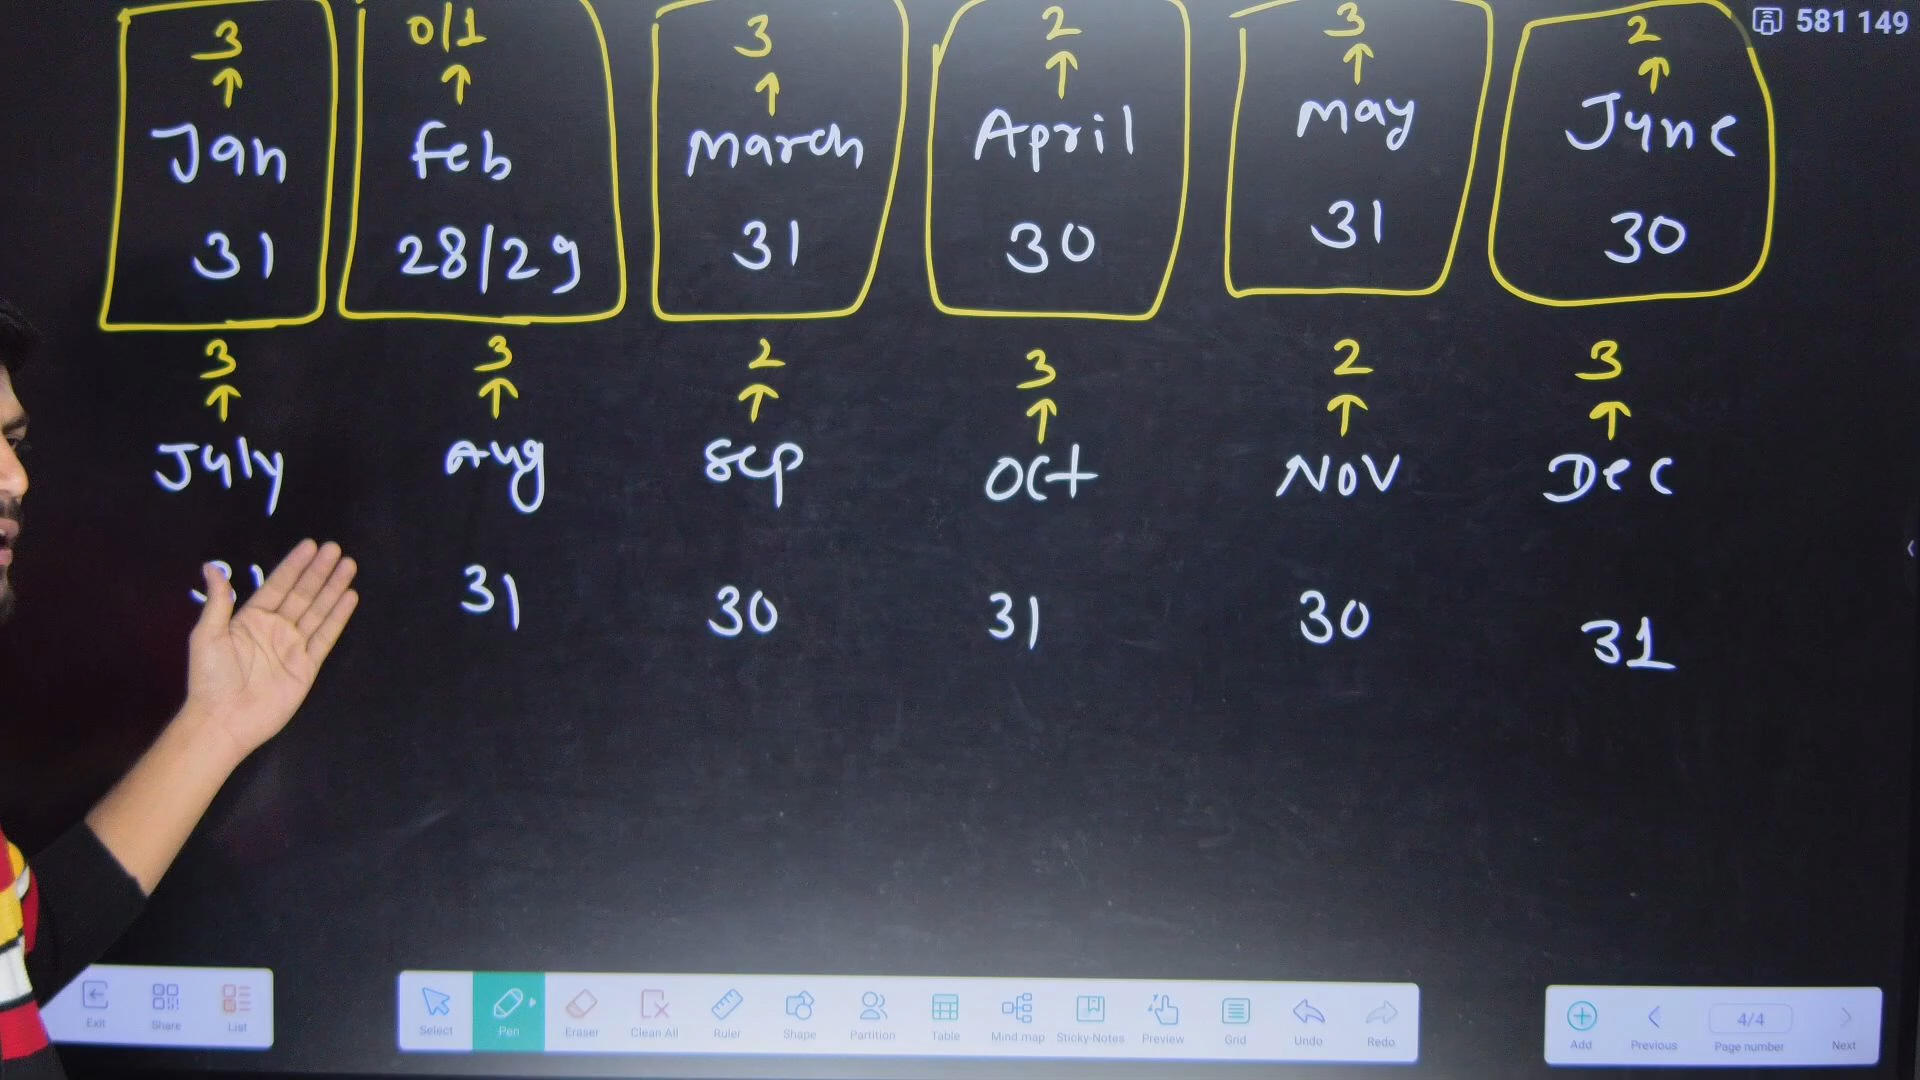 581 149
3 0/1 3 2 3 2
↑ ↑ ↑ ↑ ↑ ↑
Jan Feb March April May June
31 28/29 31 30 31 30
3 3 2 3 2 3
↑ ↑ ↑ ↑ ↑ ↑
July Aug Sep Oct Nov Dec
31 31 30 31 30 31
Exit Share List Select Pen Eraser Clean All Ruler Shape Partition Table Mind map Sticky-Notes Preview Grid Undo Redo Add Previous 4/4 Page number Next